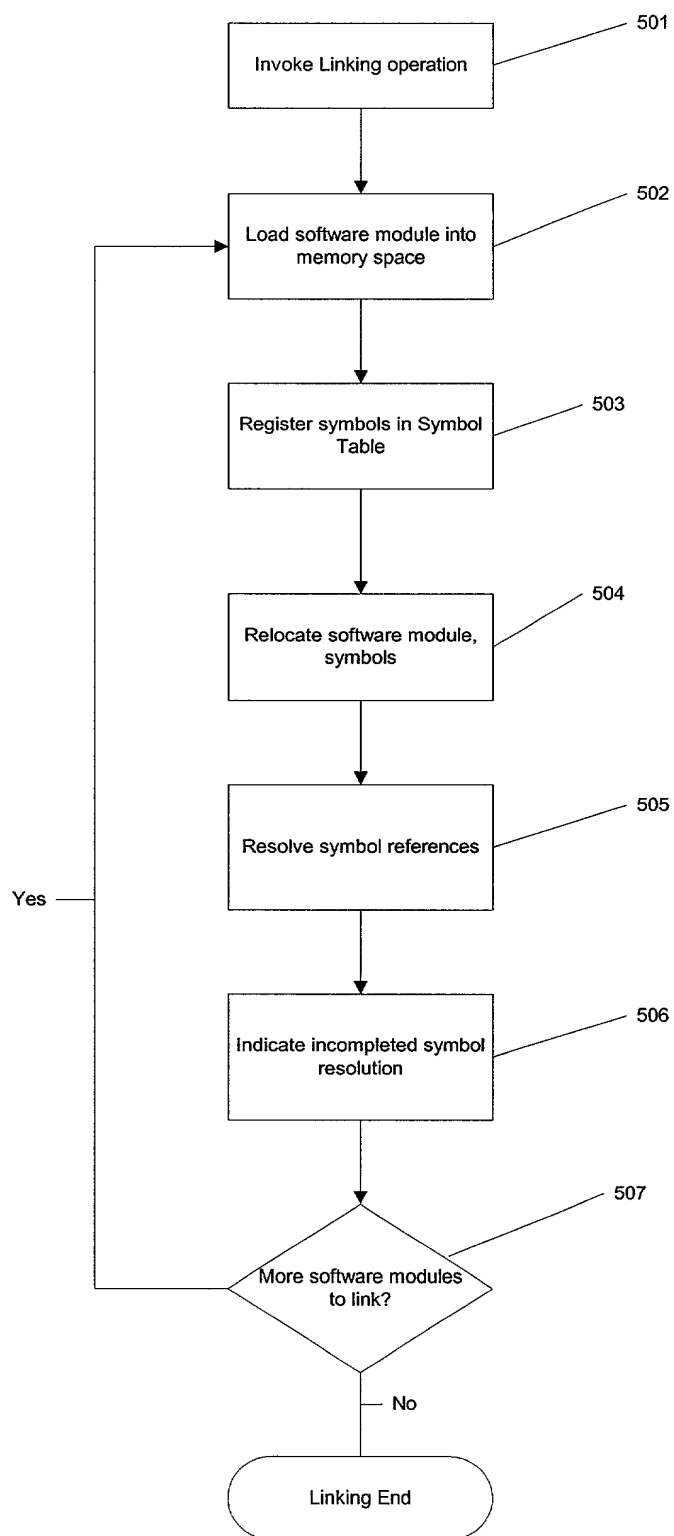 501
Invoke Linking operation
502
Load software module into
memory space
503
Register symbols in Symbol
Table
504
Relocate software module,
symbols
505
Resolve symbol references
Yes
506
Indicate incompleted symbol
resolution
507
More software modules
to link?
No
Linking End